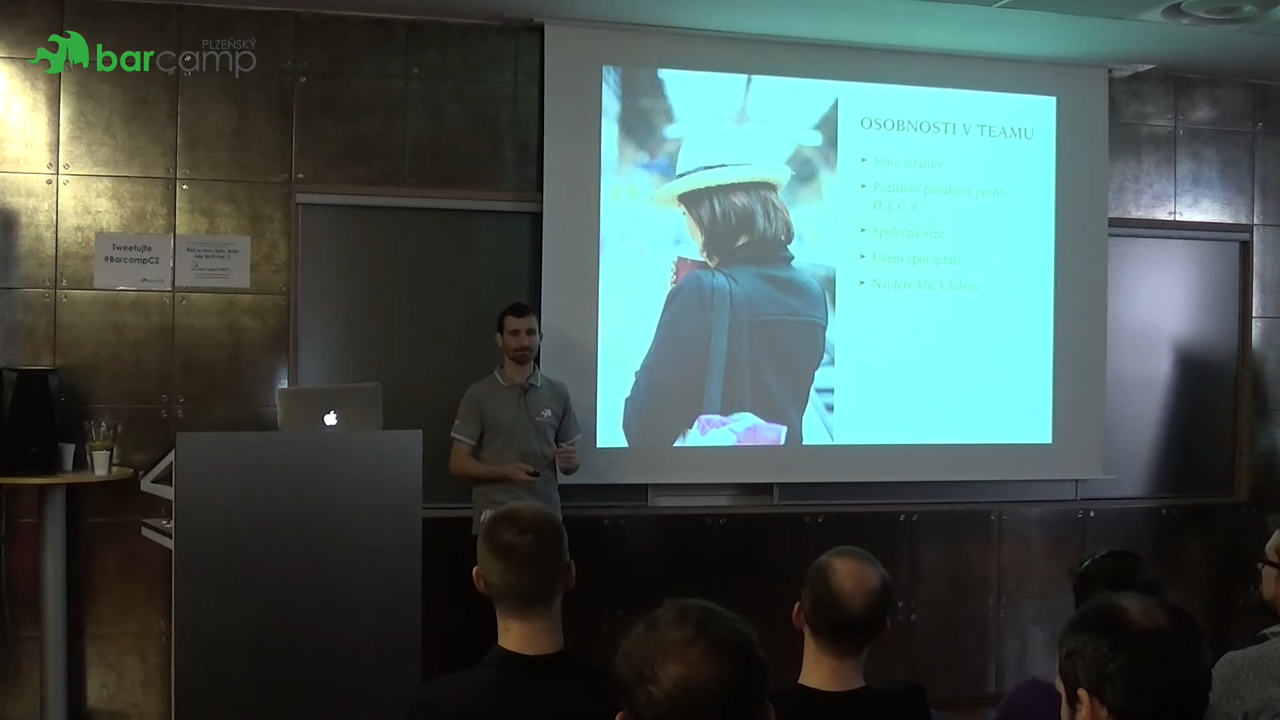 PLZEŇSKÝ
barcamp
OSOBNOSTI V TEAMU
Silné stránky
Pozitivní povahové profily
D, I, C, S
Společná vize
Učení spolupráci
Najděte klíč k lidem
Tweetujte
#BarcampCZ